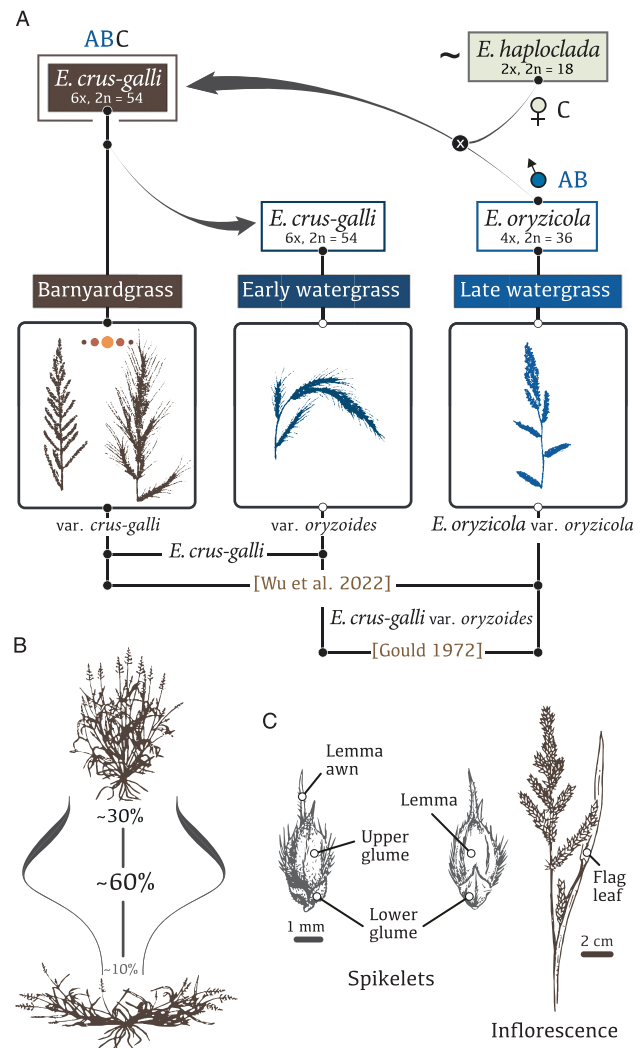 A
ABC
E. crus-galli
6x, 2n = 54
~
E. haploclada
2x, 2n = 18
♀ C
x
♂ AB
E. crus-galli
6x, 2n = 54
E. oryzicola
4x, 2n = 36
Barnyardgrass
Early watergrass
Late watergrass
var. crus-galli
var. oryzoides
E. oryzicola var. oryzicola
E. crus-galli
[Wu et al. 2022]
E. crus-galli var. oryzoides
[Gould 1972]
B
~30%
~60%
~10%
C
Lemma
awn
Lemma
Upper
glume
Lower
glume
1 mm
Spikelets
Flag
leaf
2 cm
Inflorescence